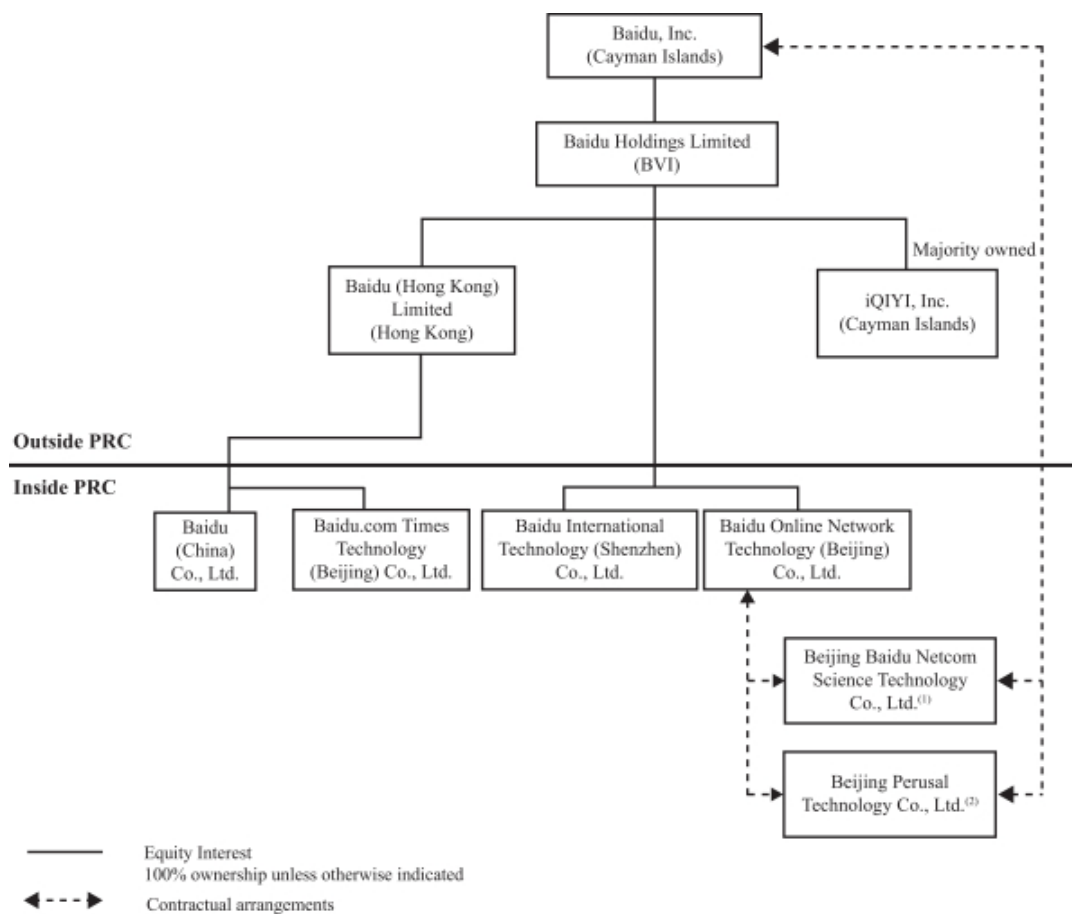 Baidu, Inc.
(Cayman Islands)
Baidu Holdings Limited
(BVI)
Majority owned
Baidu (Hong Kong)
Limited
(Hong Kong)
iQIYI, Inc.
(Cayman Islands)
Outside PRC
Inside PRC
Baidu
(China)
Co., Ltd.
Baidu.com Times
Technology
(Beijing) Co., Ltd.
Baidu International
Technology (Shenzhen)
Co., Ltd.
Baidu Online Network
Technology (Beijing)
Co., Ltd.
Beijing Baidu Netcom
Science Technology
Co., Ltd.(1)
Beijing Perusal
Technology Co., Ltd.(2)
Equity Interest
100% ownership unless otherwise indicated
Contractual arrangements